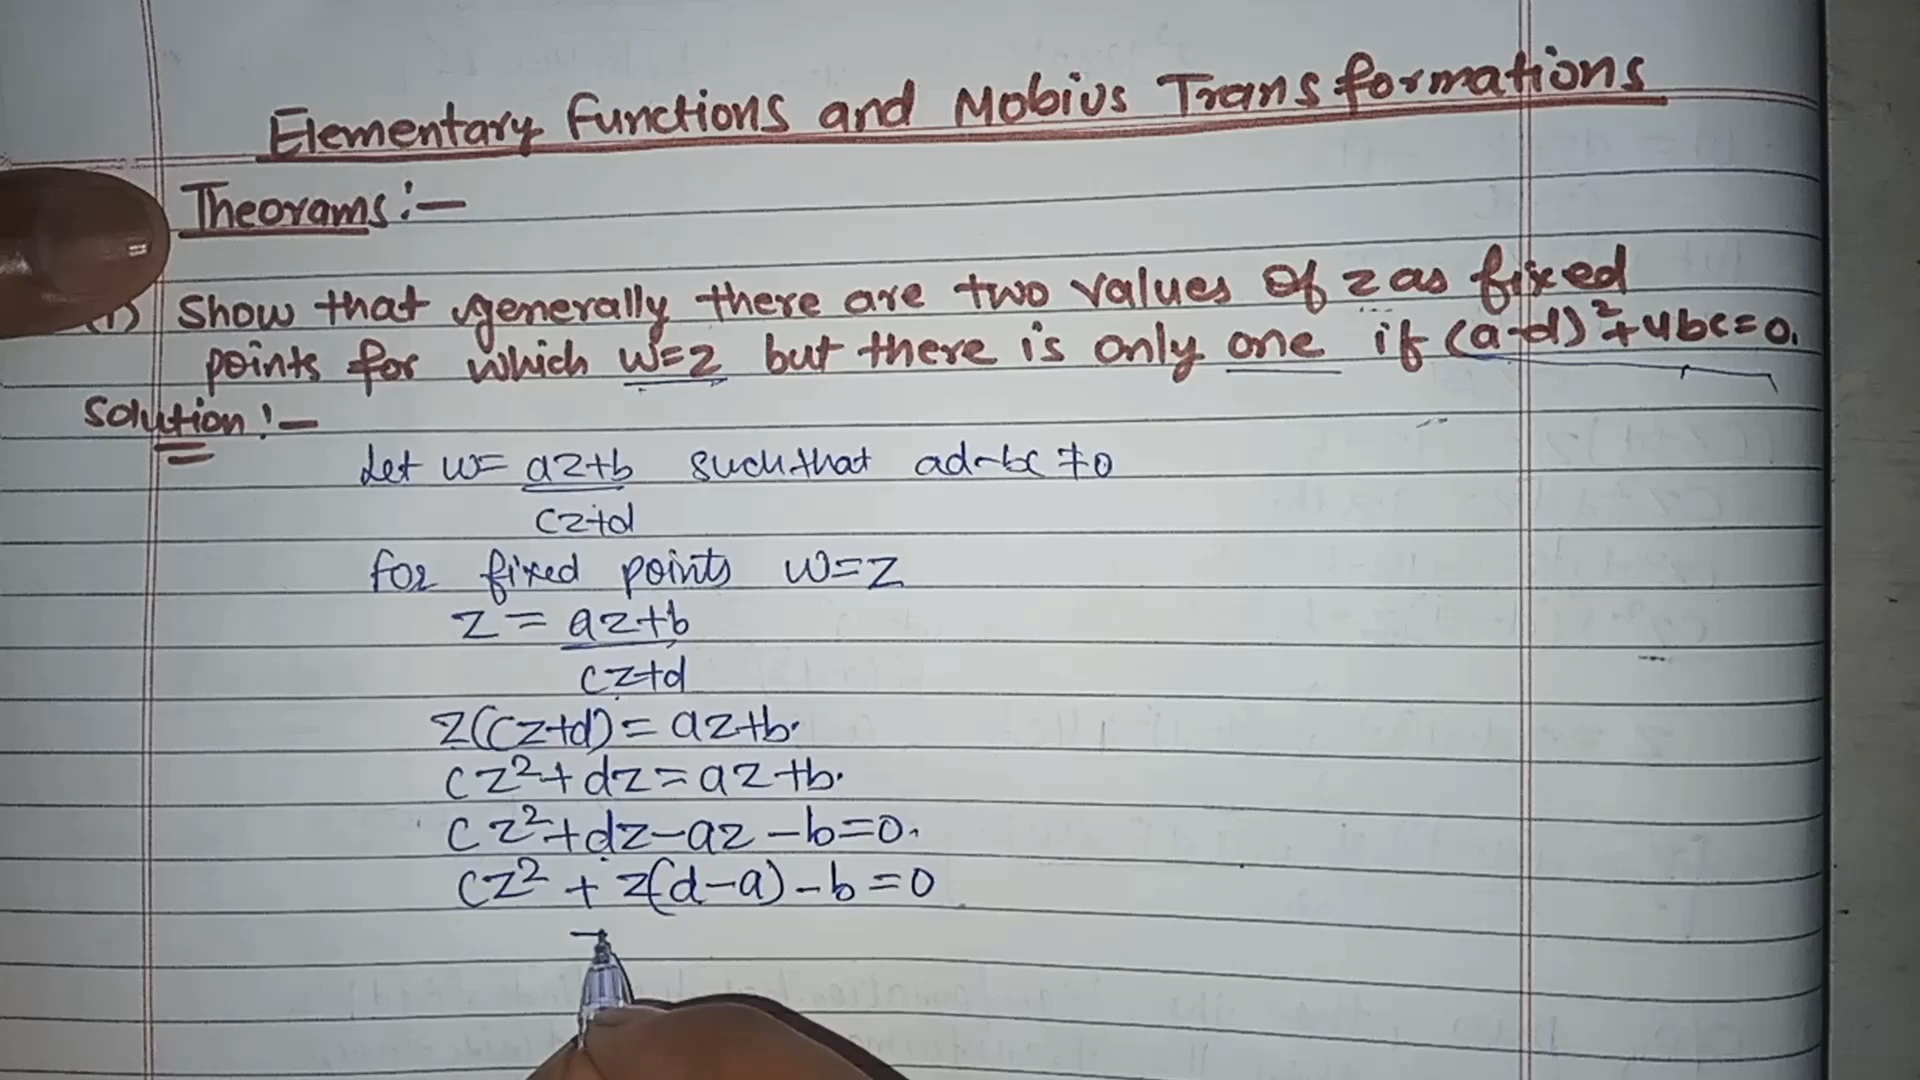 Elementary Functions and Mobius Transformations
Theorams:-
(1) Show that generally there are two values of z as fixed
points for which w=z but there is only one if (a-d)²+4bc=0.
Solution:-
Let w= az+b such that ad-bc ≠0
cz+d
for fixed points w=z
z = az+b
cz+d
z(cz+d)= az+b.
cz²+dz=az+b.
cz²+dz-az-b=0.
cz²+z(d-a)-b=0